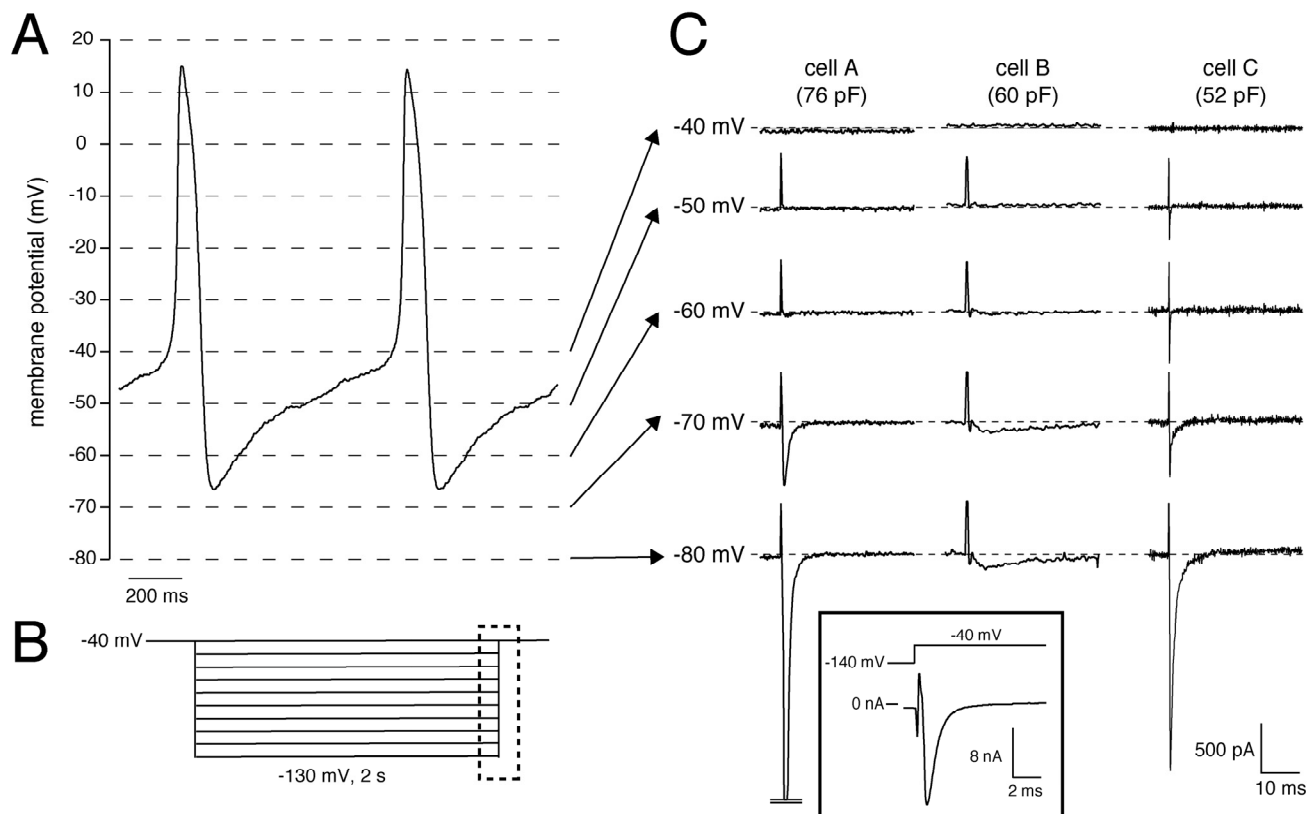 A
20
10
0
-10
-20
-30
-40
-50
-60
-70
-80
membrane potential (mV)
200 ms
B
-40 mV
-130 mV, 2 s
C
cell A
(76 pF)
cell B
(60 pF)
cell C
(52 pF)
-40 mV
-50 mV
-60 mV
-70 mV
-80 mV
-40 mV
-140 mV
0 nA
8 nA
2 ms
500 pA
10 ms